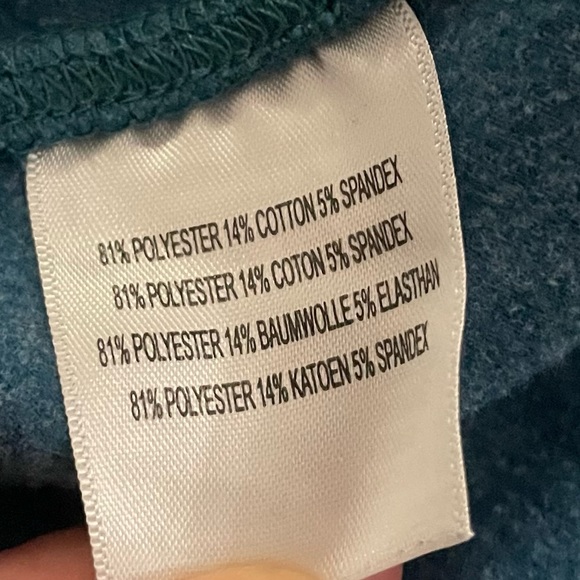 81% POLYESTER 14% COTTON 5% SPANDEX
81% POLYESTER 14% COTON 5% SPANDEX
81% POLYESTER 14% BAUMWOLLE 5% ELASTHAN
81% POLYESTER 14% KATOEN 5% SPANDEX